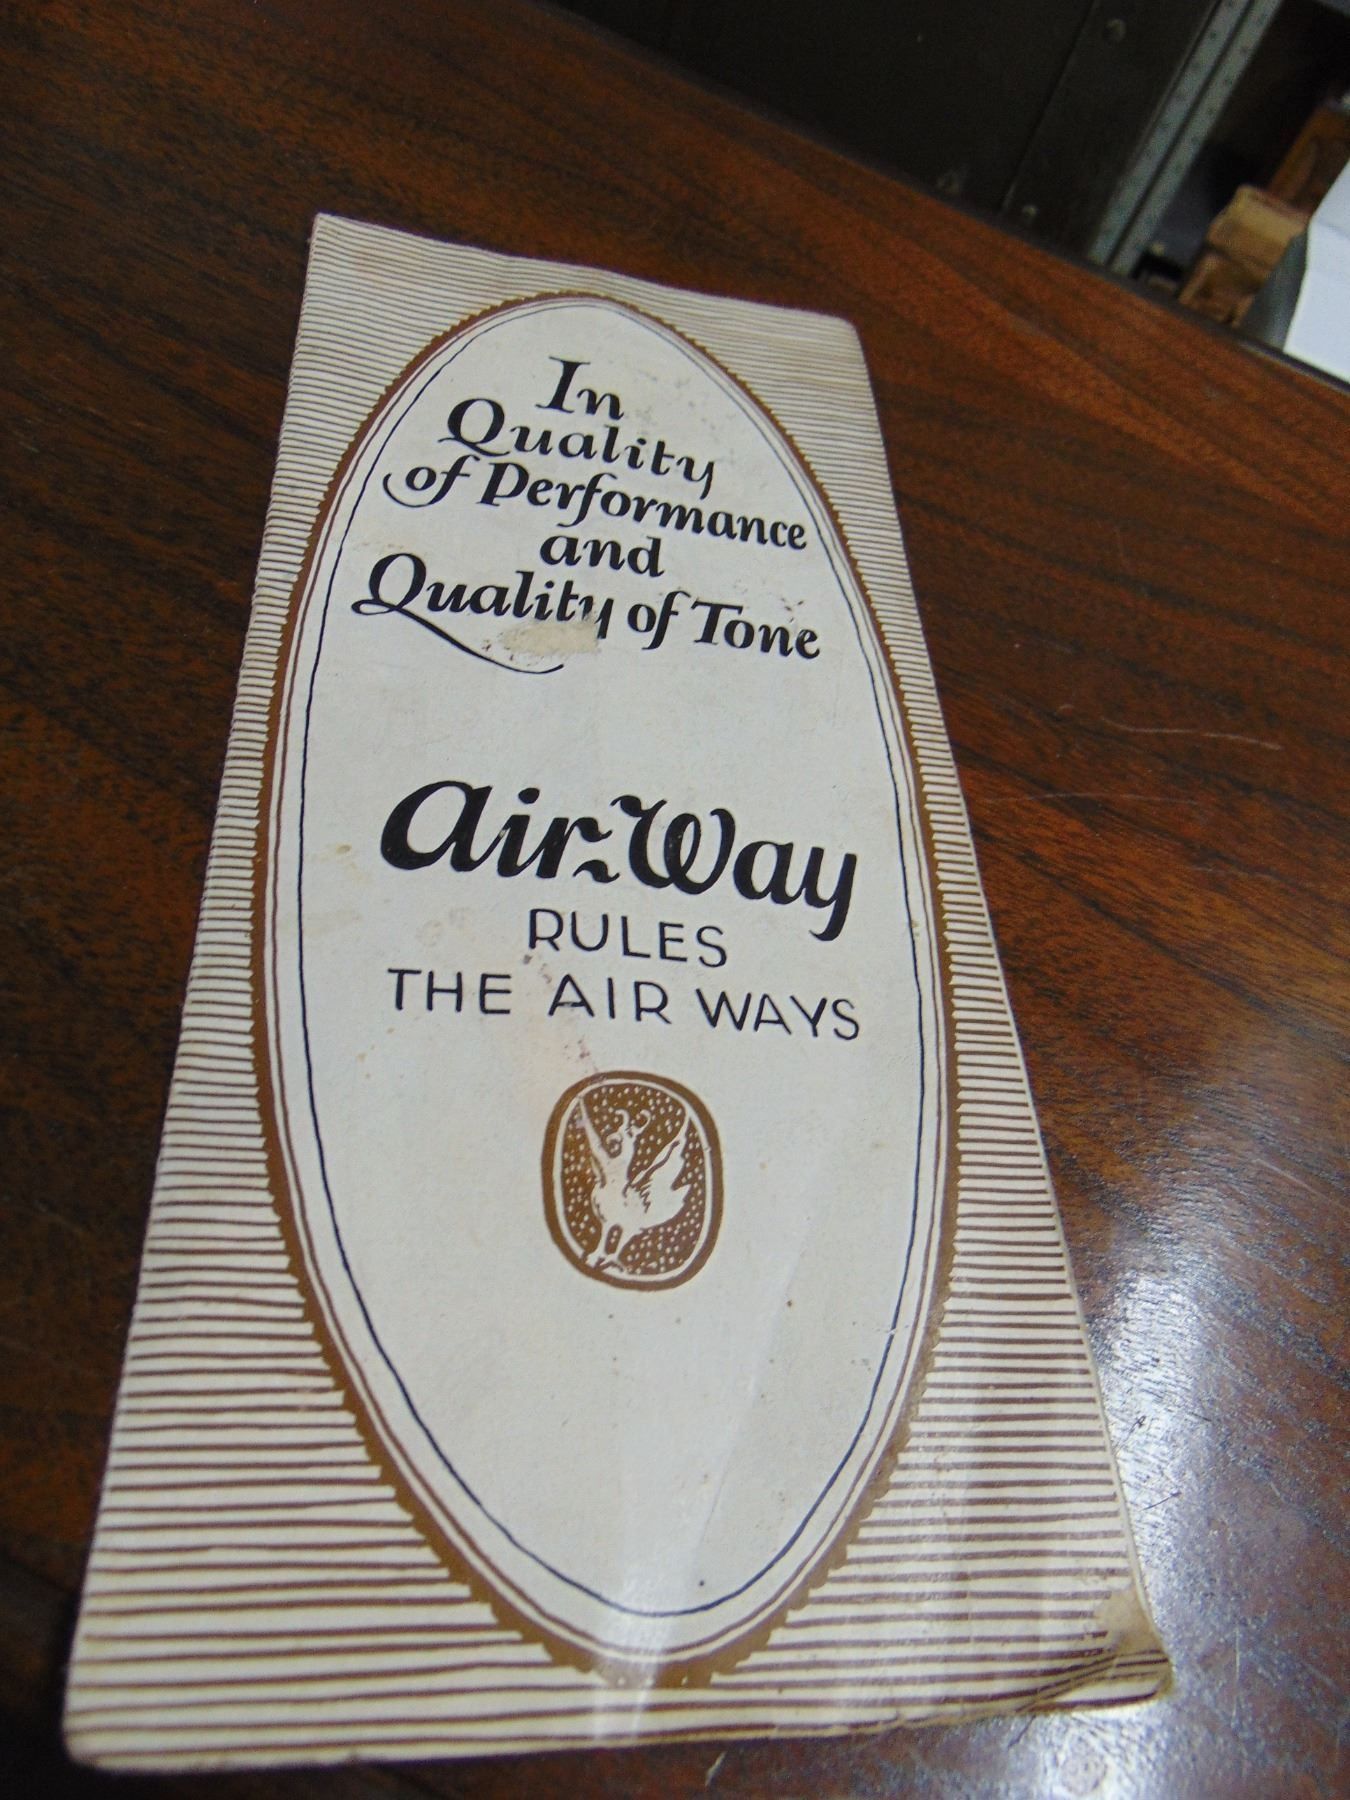 In
Quality
of Performance
and
Quality of Tone
Air-Way
RULES
THE AIR WAYS